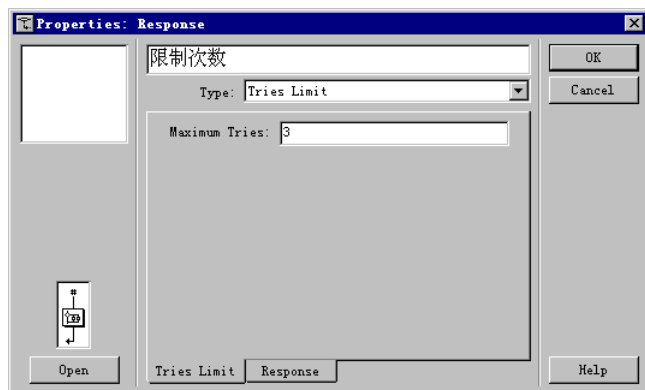 Properties: Response
限制次数
OK
Type: Tries Limit
Cancel
Maximum Tries: 3
#
Open
Tries Limit
Response
Help